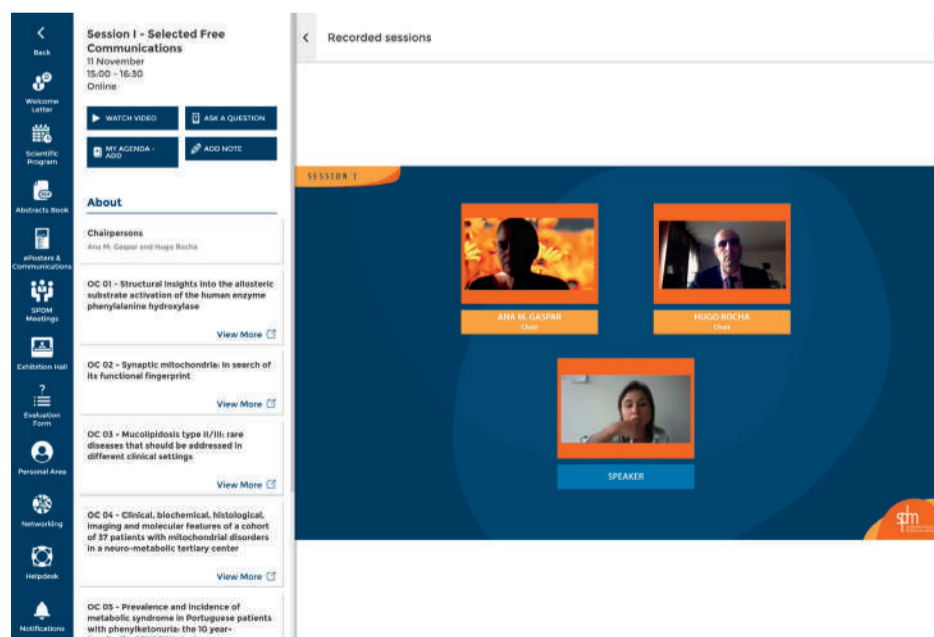 Back
Welcome
Letter
Scientific
Program
Abstracts Book
ePosters &
Communications
SPDM
Meetings
Exhibition Hall
?
Evaluation
Form
Personal Area
Networking
Helpdesk
Notifications
Session I - Selected Free
Communications
11 November
15:00 - 16:30
Online
WATCH VIDEO
ASK A QUESTION
MY AGENDA -
ADD
ADD NOTE
About
Chairpersons
Ana M. Gaspar and Hugo Rocha
OC 01 - Structural insights into the allosteric
substrate activation of the human enzyme
phenylalanine hydroxylase
View More
OC 02 - Synaptic mitochondria: in search of
its functional fingerprint
View More
OC 03 - Mucolipidosis type II/III: rare
diseases that should be addressed in
different clinical settings
View More
OC 04 - Clinical, biochemical, histological,
imaging and molecular features of a cohort
of 37 patients with mitochondrial disorders
in a neuro-metabolic tertiary center
View More
OC 05 - Prevalence and incidence of
metabolic syndrome in Portuguese patients
with phenylketonuria: the 10 year-
Recorded sessions
SESSION I
ANA M. GASPAR
Chair
HUGO ROCHA
Chair
SPEAKER
spdm